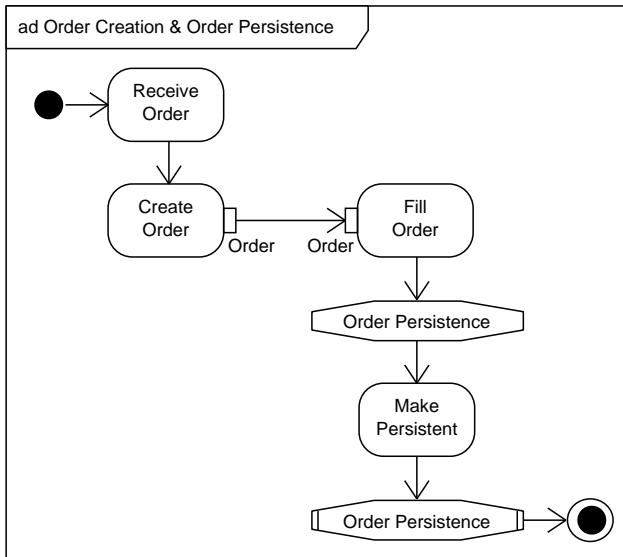 ad Order Creation & Order Persistence
Receive
Order
Create
Order
Order
Order
Fill
Order
Order Persistence
Make
Persistent
Order Persistence